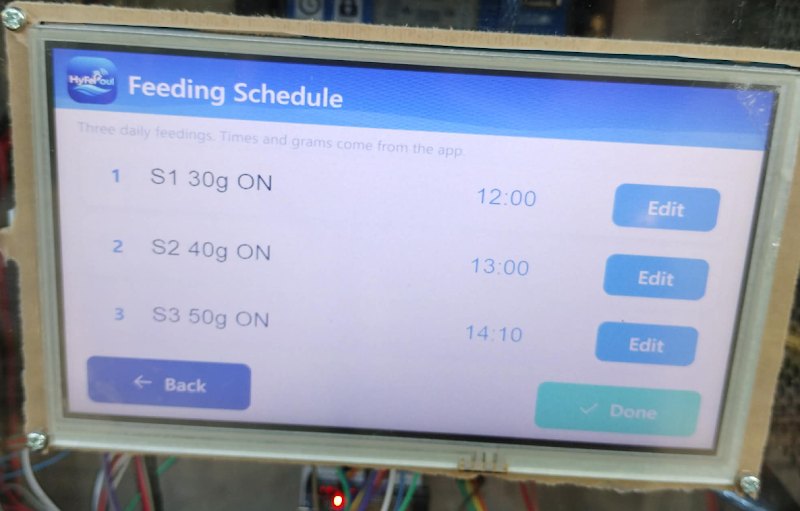 HyFePoul
Feeding Schedule
Three daily feedings. Times and grams come from the app.
1 S1 30g ON 12:00 Edit
2 S2 40g ON 13:00 Edit
3 S3 50g ON 14:10 Edit
← Back
✓ Done